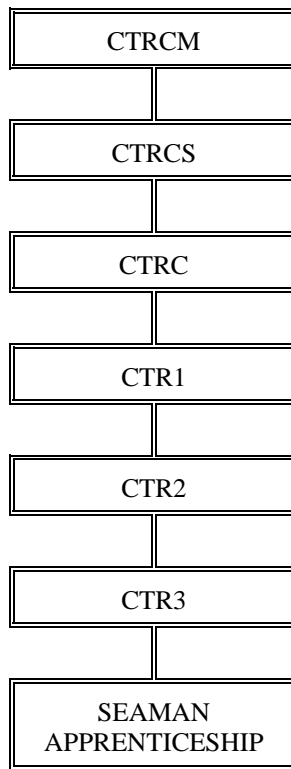 CTRCM
CTRCS
CTRC
CTR1
CTR2
CTR3
SEAMAN
APPRENTICESHIP